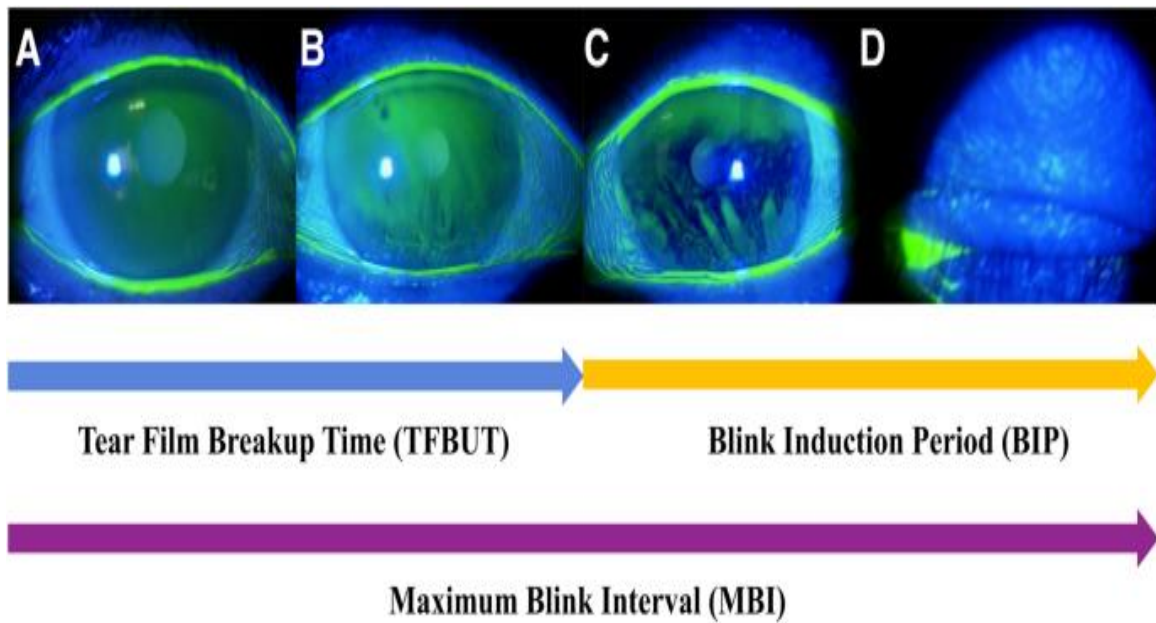 A
B
C
D
Tear Film Breakup Time (TFBUT)
Blink Induction Period (BIP)
Maximum Blink Interval (MBI)